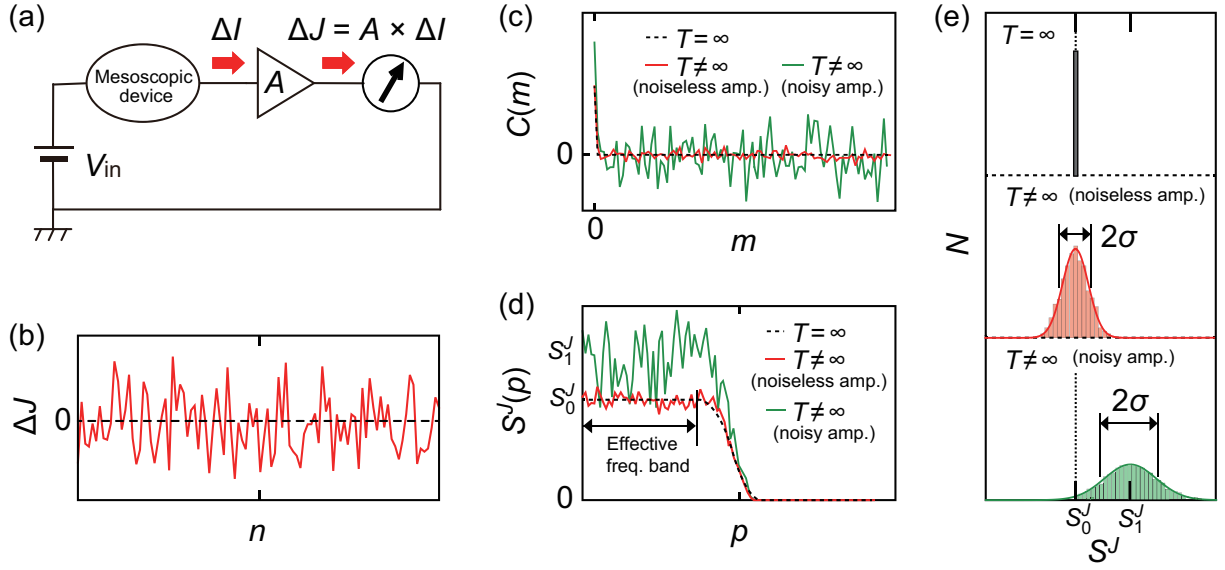 (a)
ΔI
ΔJ = A × ΔI
Mesoscopic
device
A
V_in
(b)
ΔJ
0
n
(c)
C(m)
T = ∞
T ≠ ∞
(noiseless amp.)
T ≠ ∞
(noisy amp.)
0
0
m
(d)
S^J(p)
S_1^J
S_0^J
0
T = ∞
T ≠ ∞
(noiseless amp.)
T ≠ ∞
(noisy amp.)
Effective
freq. band
p
(e)
T = ∞
T ≠ ∞ (noiseless amp.)
2σ
N
T ≠ ∞ (noisy amp.)
2σ
S_0^J
S_1^J
S^J